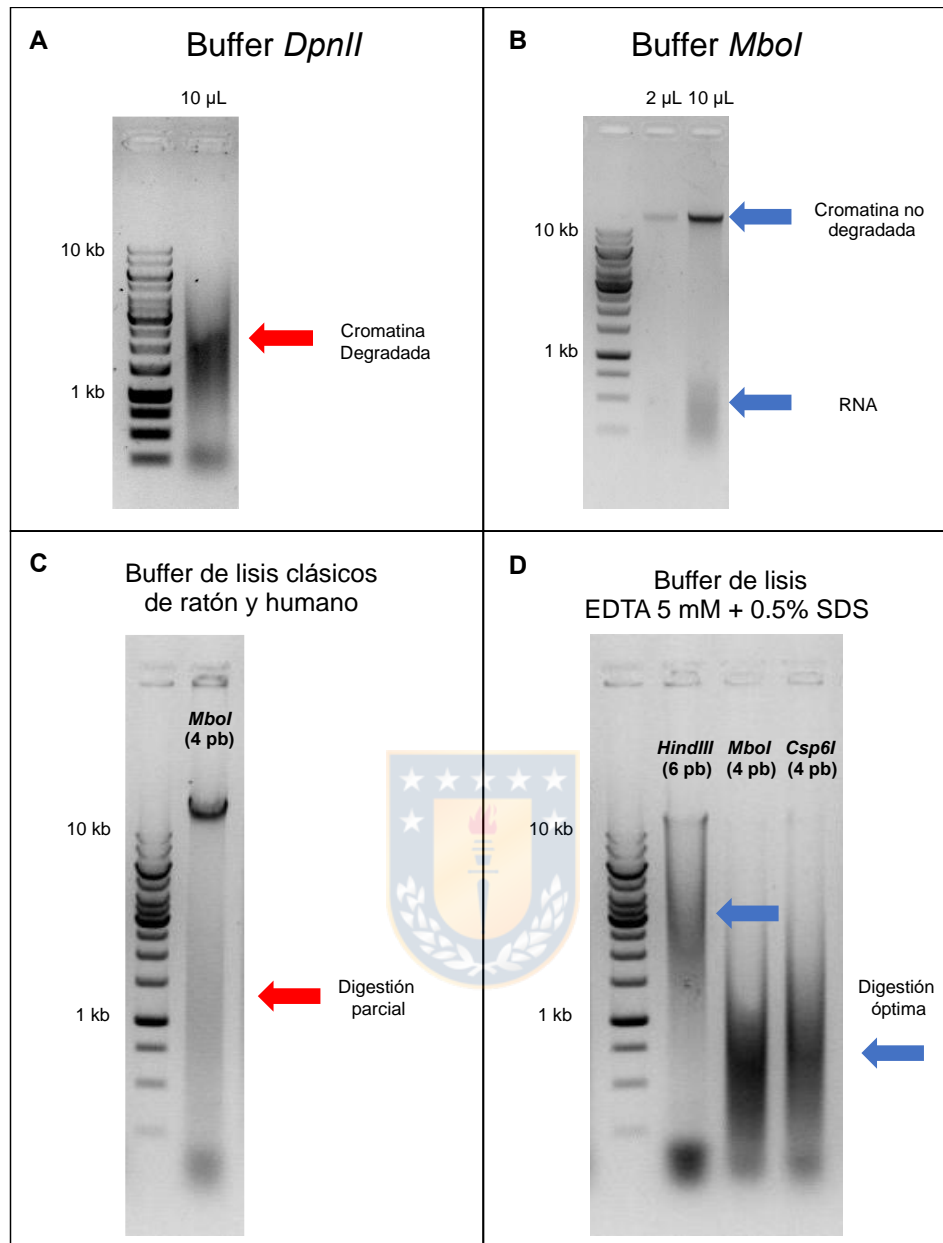 A
Buffer DpnII
10 µL
10 kb
1 kb
Cromatina
Degradada
B
Buffer MboI
2 µL 10 µL
10 kb
1 kb
Cromatina no
degradada
RNA
C
Buffer de lisis clásicos
de ratón y humano
MboI
(4 pb)
10 kb
1 kb
Digestión
parcial
D
Buffer de lisis
EDTA 5 mM + 0.5% SDS
HindIII MboI Csp6I
(6 pb) (4 pb) (4 pb)
10 kb
1 kb
Digestión
óptima